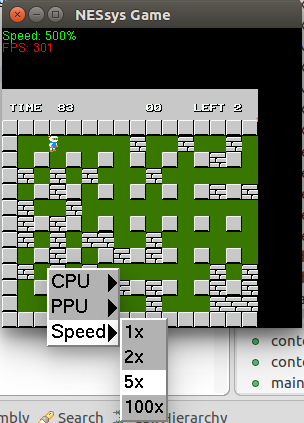 NESsys Game
Speed: 500%
FPS: 301
TIME 83 00 LEFT 2
CPU
PPU
Speed
1x
2x
5x
100x
conte
conte
main
mbly Search Hierarchy